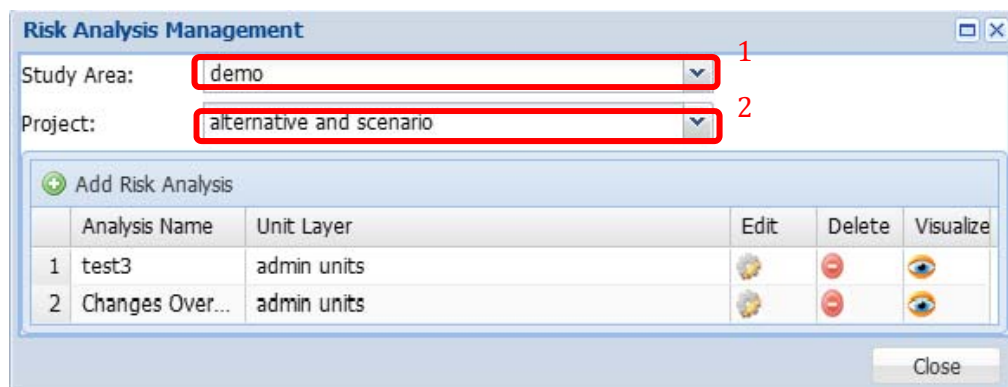 Risk Analysis Management
Study Area: demo 1
Project: alternative and scenario 2
Add Risk Analysis
Analysis Name Unit Layer Edit Delete Visualize
1 test3 admin units
2 Changes Over... admin units
Close